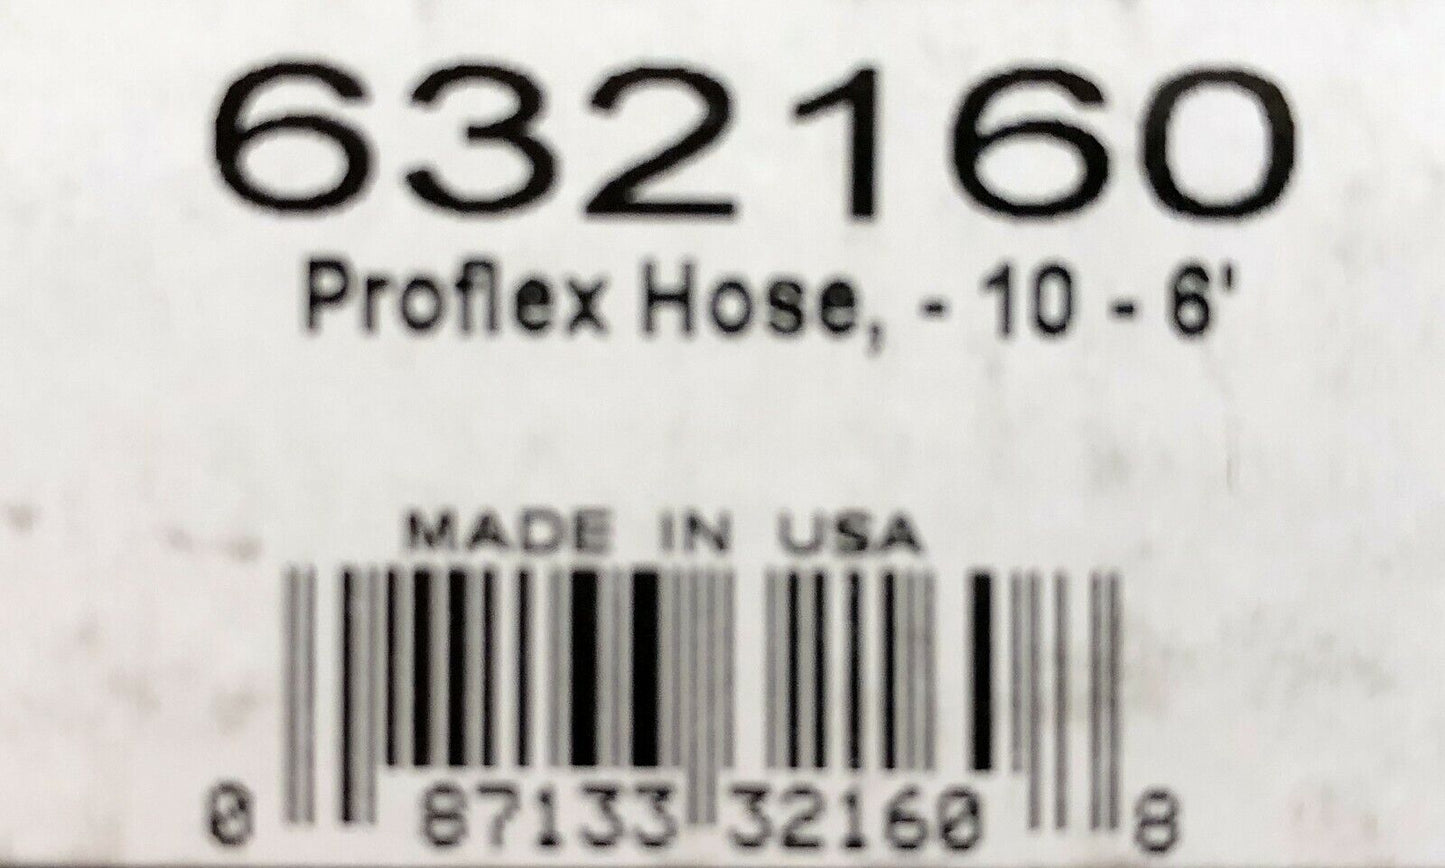 632160
Proflex Hose, - 10 - 6'
MADE IN USA
0 87133 32160 8